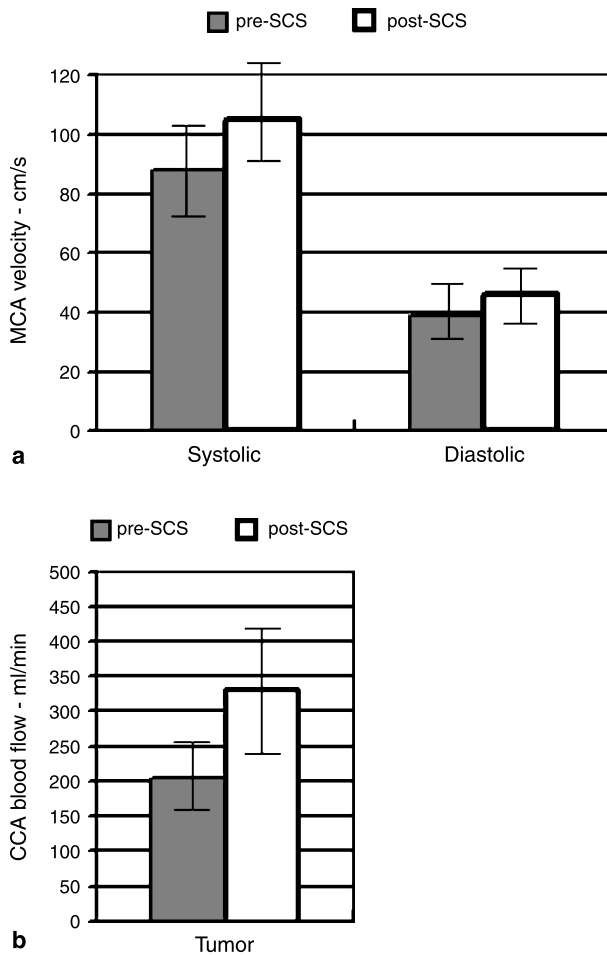 pre-SCS post-SCS
MCA velocity - cm/s
120
100
80
60
40
20
0
Systolic Diastolic
a
pre-SCS post-SCS
CCA blood flow - ml/min
500
450
400
350
300
250
200
150
100
50
0
Tumor
b